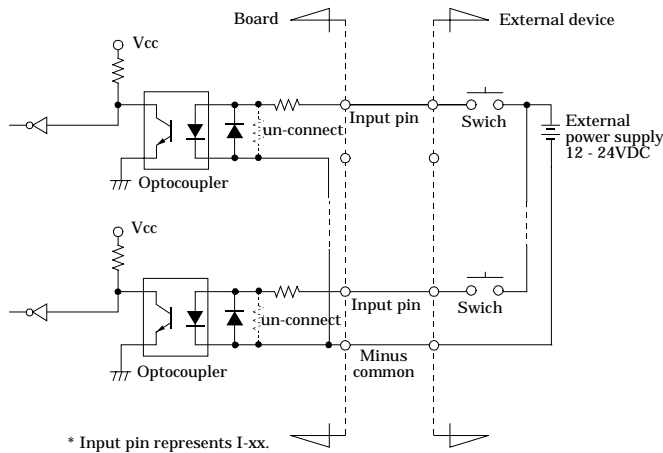 Board
External device
Vcc
Input pin
Swich
External
power supply
12 - 24VDC
un-connect
Optocoupler
Vcc
Input pin
Swich
un-connect
Optocoupler
Minus
common
* Input pin represents I-xx.